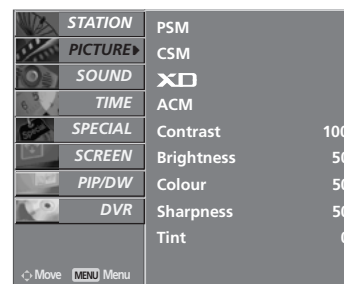 STATION
PICTURE
SOUND
TIME
SPECIAL
SCREEN
PIP/DW
DVR
Move MENU Menu
PSM
CSM
XD
ACM
Contrast 100
Brightness 50
Colour 50
Sharpness 50
Tint 0